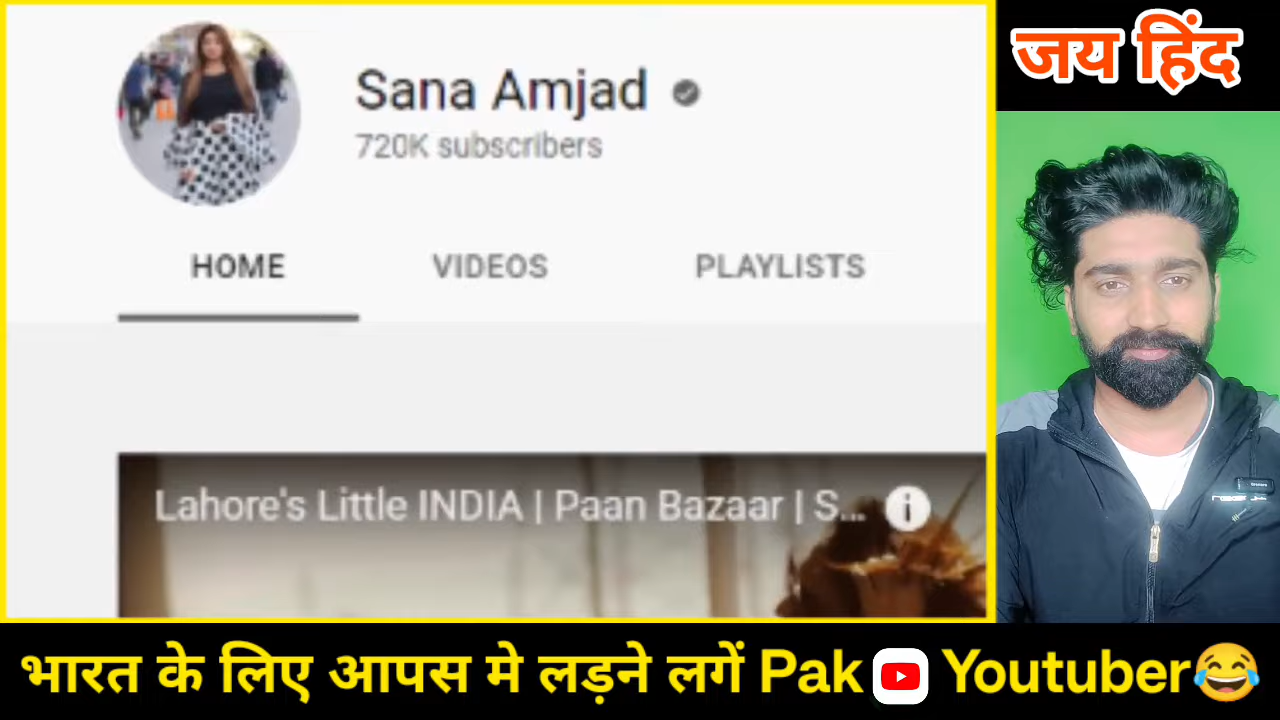 Sana Amjad
720K subscribers
HOME VIDEOS PLAYLISTS
Lahore's Little INDIA | Paan Bazaar | S...
जय हिंद
भारत के लिए आपस मे लड़ने लगें Pak Youtuber😂